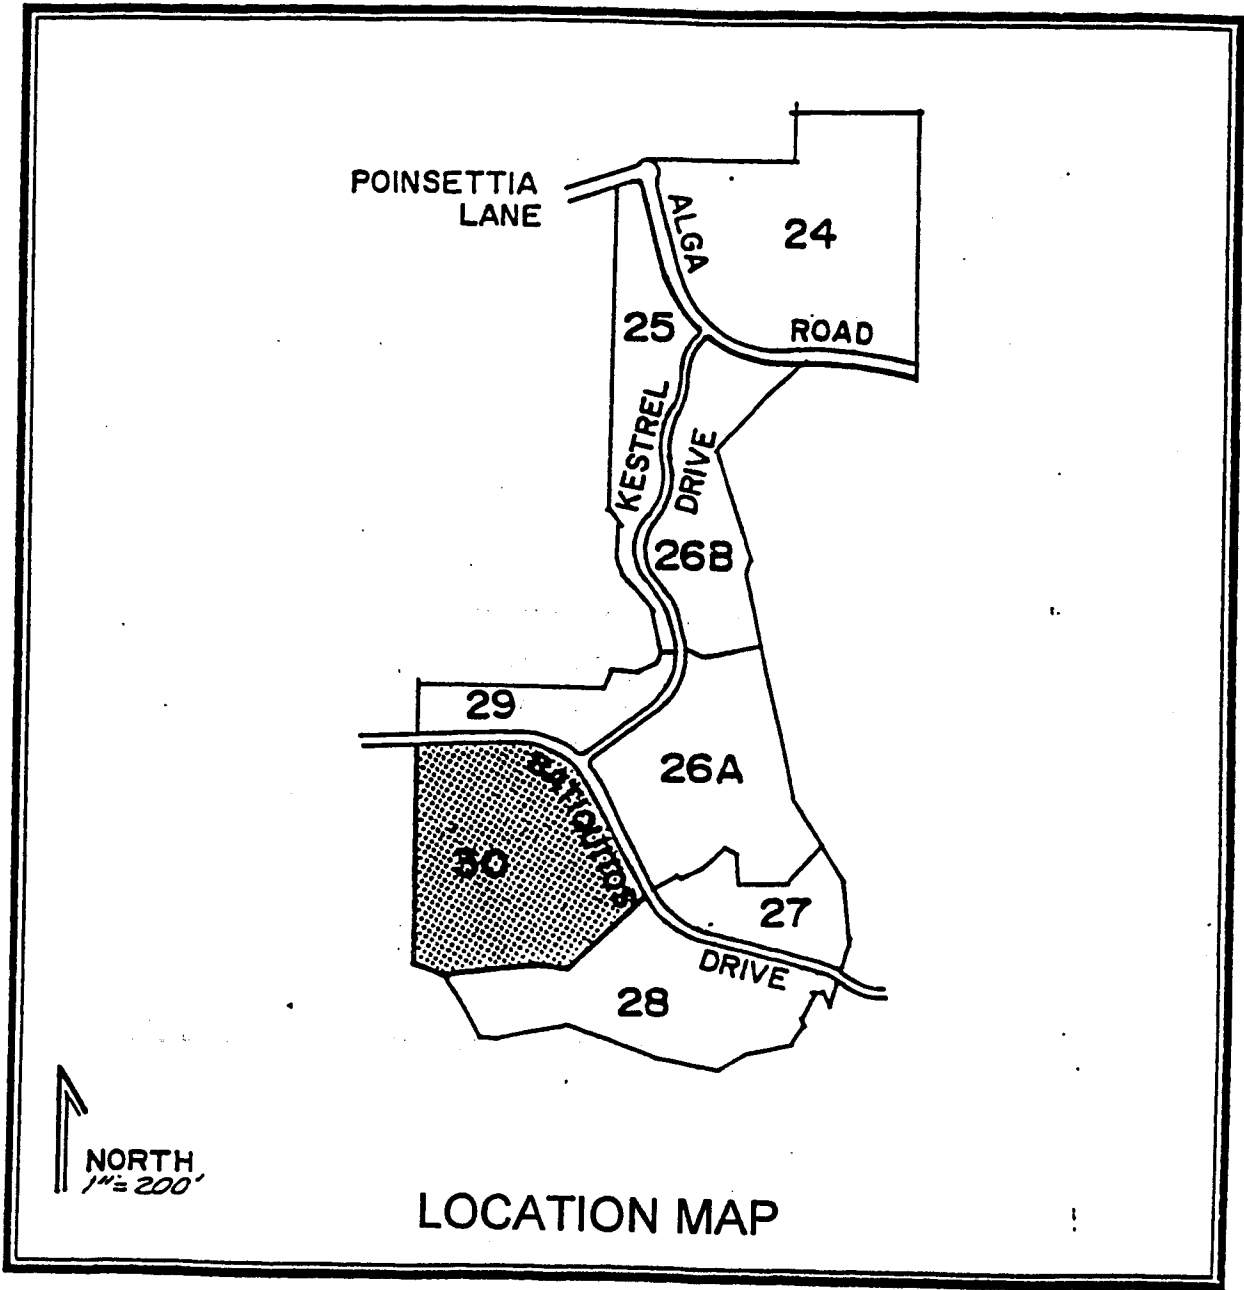 POINSETTIA
LANE
ALGA
24
25
ROAD
KESTREL
DRIVE
26B
29
26A
BATIQUITOS
30
27
DRIVE
28
NORTH
1"=200'
LOCATION MAP